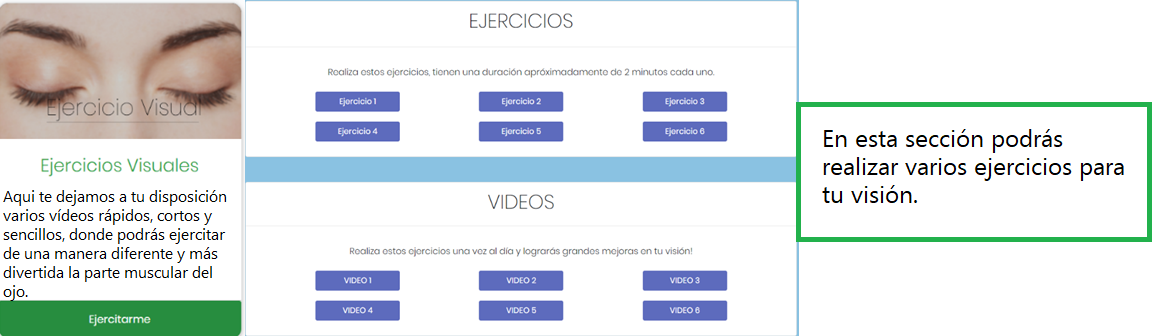 Ejercicio Visual
Ejercicios Visuales
Aqui te dejamos a tu disposición
varios vídeos rápidos, cortos y
sencillos, donde podrás ejercitar
de una manera diferente y más
divertida la parte muscular del
ojo.
Ejercitarme
EJERCICIOS
Realiza estos ejercicios, tienen una duración apróximadamente de 2 minutos cada uno.
Ejercicio 1 Ejercicio 2 Ejercicio 3
Ejercicio 4 Ejercicio 5 Ejercicio 6
VIDEOS
Realiza estos ejercicios una vez al día y lograrás grandes mejoras en tu visión!
VIDEO 1 VIDEO 2 VIDEO 3
VIDEO 4 VIDEO 5 VIDEO 6
En esta sección podrás
realizar varios ejercicios para
tu visión.